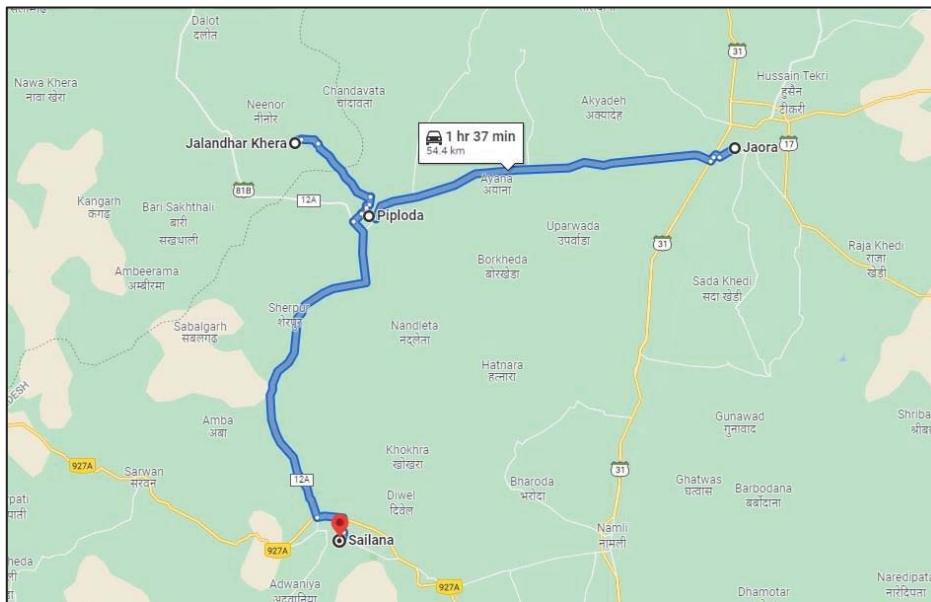 Dalot
दलोत
Nawa Khera
नावा खेरा
Chandavata
चांदावता
Neenor
नीनोर
Jalandhar Khera
Akyadeh
अक्यादेह
31
Hussain Tekri
हुसैन
टीकरी
1 hr 37 min
54.4 km
Jaora
17
Ayana
अयाना
81B
12A
Kangarh
कंगढ़
Bari Sakhthali
बारी
सखथाली
Piploda
Uparwada
उपरवाडा
31
Raja Khedi
राजा
खेड़ी
Ambeerama
अम्बीरमा
Borkheda
बोरखेडा
Sada Khedi
सदा खेड़ी
Sherpur
शेरपुर
Sabalgarh
सबलगढ़
Nandleta
नंद्लेता
Hatnara
हत्नारा
DESH
Amba
अंबा
Gunawad
गुनावाद
Khokhra
खोखरा
927A
Sarwan
सरवन
12A
31
Bharoda
भरोदा
Ghatwas
घत्वास
Barbodana
बर्बोदाना
Diwel
दिवेल
Namli
नामली
927A
Sailana
927A
Adwaniya
अदवानिया
Dhamotar
Naredipata
नारेदिपता